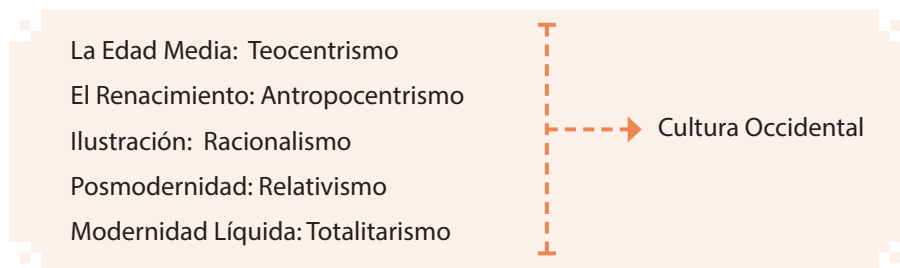 La Edad Media: Teocentrismo
El Renacimiento: Antropocentrismo
Ilustración: Racionalismo
Posmodernidad: Relativismo
Modernidad Líquida: Totalitarismo
Cultura Occidental